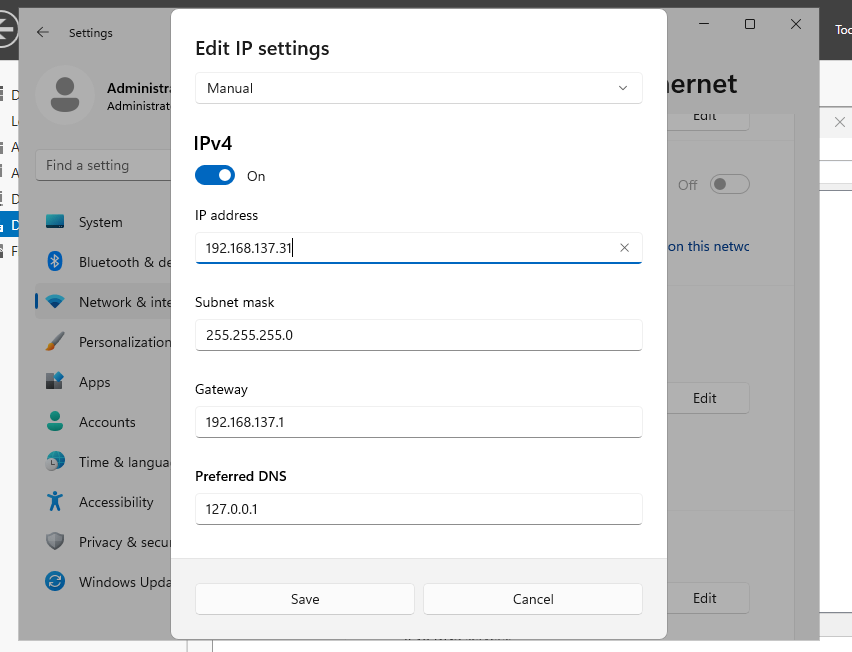 Settings
Too
Edit IP settings
Manual
IPv4
On
IP address
192.168.137.31
Subnet mask
255.255.255.0
Gateway
192.168.137.1
Preferred DNS
127.0.0.1
Save
Cancel
Administra
Administrat
Find a setting
System
Bluetooth & de
Network & inte
Personalization
Apps
Accounts
Time & langua
Accessibility
Privacy & secur
Windows Upda
ernet
Edit
Off
on this netwc
Edit
Edit